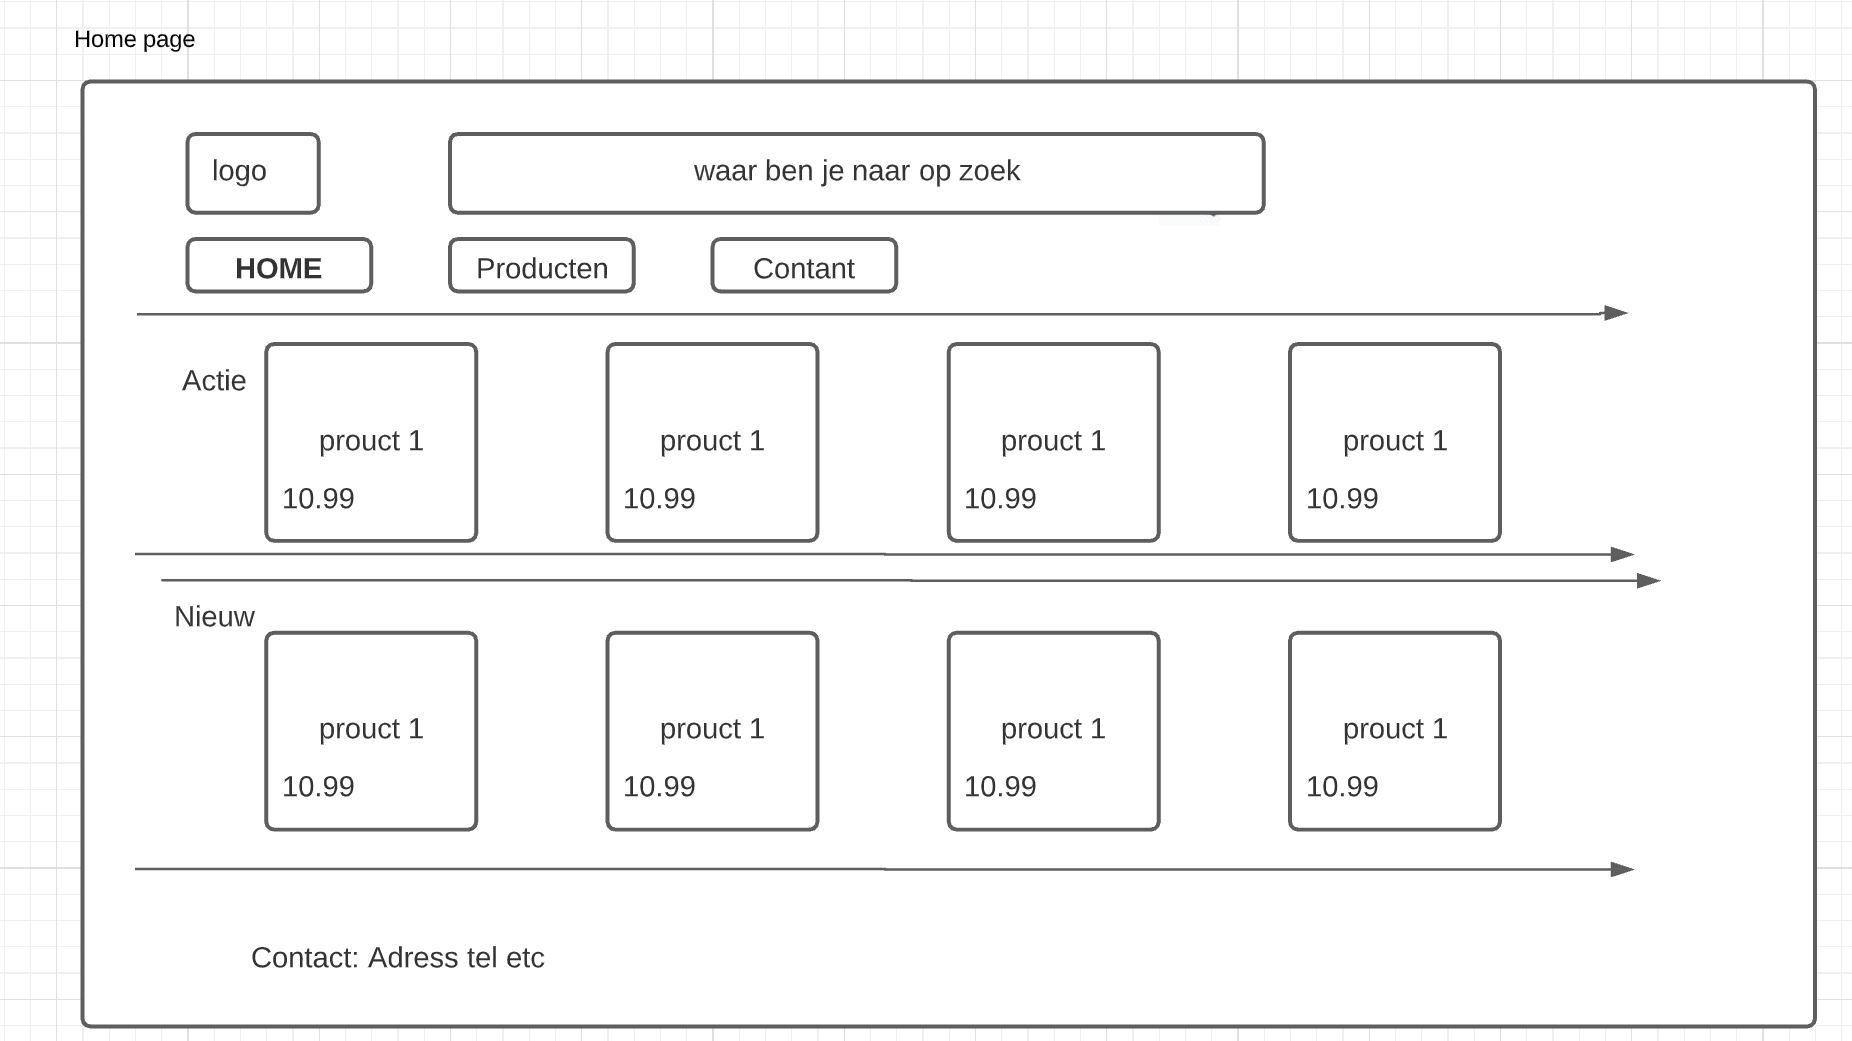 Home page
logo
waar ben je naar op zoek
HOME
Producten
Contant
Actie
prouct 1
10.99
prouct 1
10.99
prouct 1
10.99
prouct 1
10.99
Nieuw
prouct 1
10.99
prouct 1
10.99
prouct 1
10.99
prouct 1
10.99
Contact: Adress tel etc